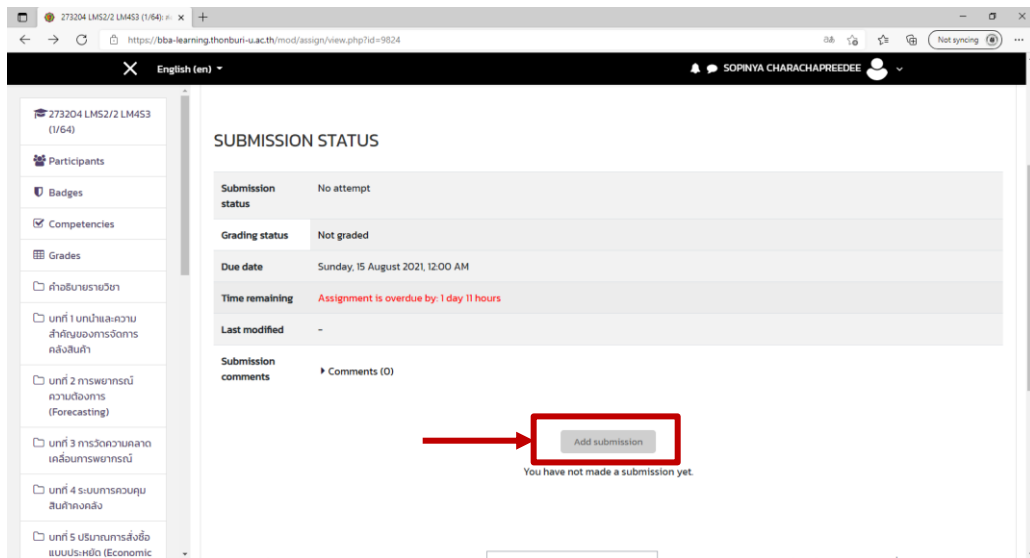 273204 LMS2/2 LM4S3 (1/64):
https://bba-learning.thonburi-u.ac.th/mod/assign/view.php?id=9824
Not syncing
English (en)
SOPINYA CHARACHAPREEDEE
273204 LMS2/2 LM4S3
(1/64)
Participants
Badges
Competencies
Grades
คำอธิบายรายวิชา
บทที่ 1 บทนำและความ
สำคัญของการจัดการ
คลังสินค้า
บทที่ 2 การพยากรณ์
ความต้องการ
(Forecasting)
บทที่ 3 การวัดความคลาด
เคลื่อนการพยากรณ์
บทที่ 4 ระบบการควบคุม
สินค้าคงคลัง
บทที่ 5 ปริมาณการสั่งซื้อ
แบบประหยัด (Economic
SUBMISSION STATUS
Submission status No attempt
Grading status Not graded
Due date Sunday, 15 August 2021, 12:00 AM
Time remaining Assignment is overdue by: 1 day 11 hours
Last modified -
Submission comments Comments (0)
Add submission
You have not made a submission yet.